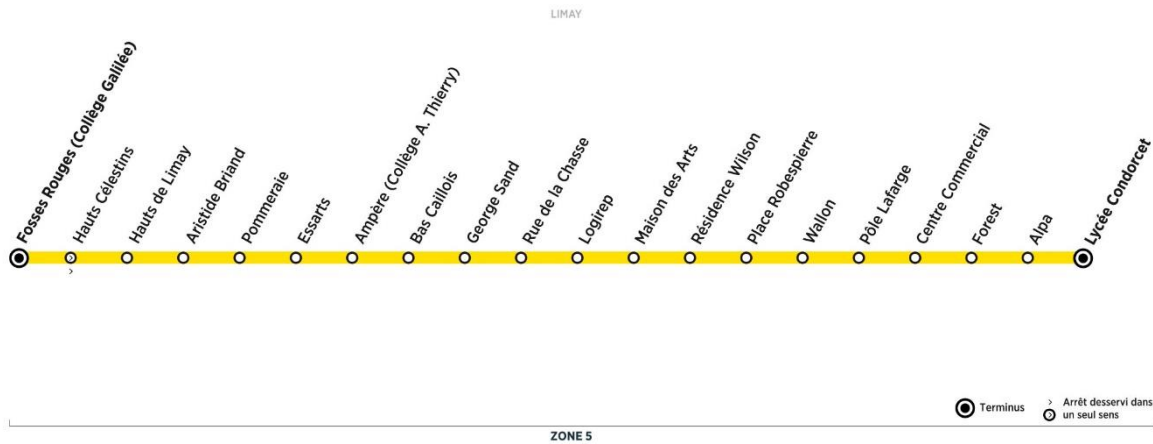 LIMAY
Fosses Rouges (Collège Galilée)
Hauts Célestins
Hauts de Limay
Aristide Briand
Pommeraie
Essarts
Ampère (Collège A. Thierry)
Bas Caillois
George Sand
Rue de la Chasse
Logirep
Maison des Arts
Résidence Wilson
Place Robespierre
Wallon
Pôle Lafarge
Centre Commercial
Forest
Alpa
Lycée Condorcet
Terminus
Arrêt desservi dans
un seul sens
ZONE 5